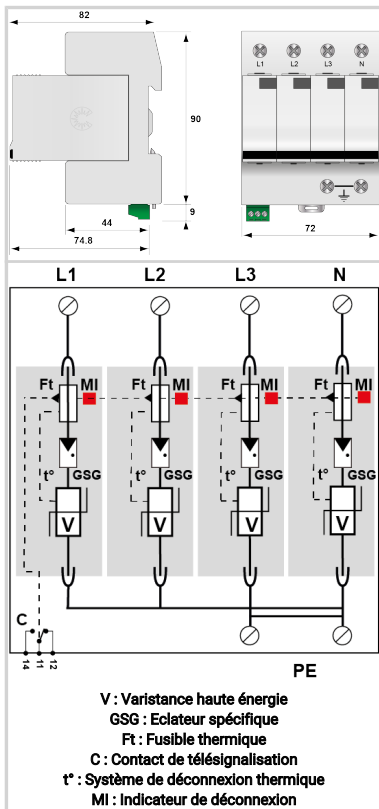 82
L1 L2 L3 N
90
9
44
74.8
72
L1 L2 L3 N
Ft MI Ft MI Ft MI Ft MI
t° GSG t° GSG t° GSG t° GSG
V V V V
C
14 11 12
PE
V : Varistance haute énergie
GSG : Eclateur spécifique
Ft : Fusible thermique
C : Contact de télésignalisation
t° : Système de déconnexion thermique
MI : Indicateur de déconnexion